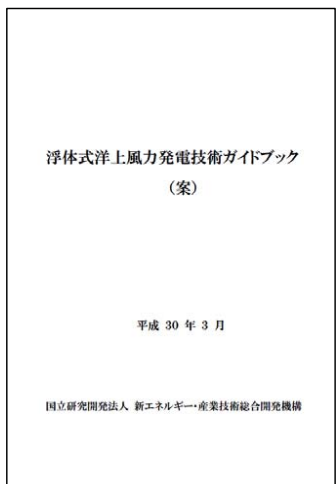 浮体式洋上風力発電技術ガイドブック
（案）
平成 30 年 3 月
国立研究開発法人 新エネルギー・産業技術総合開発機構